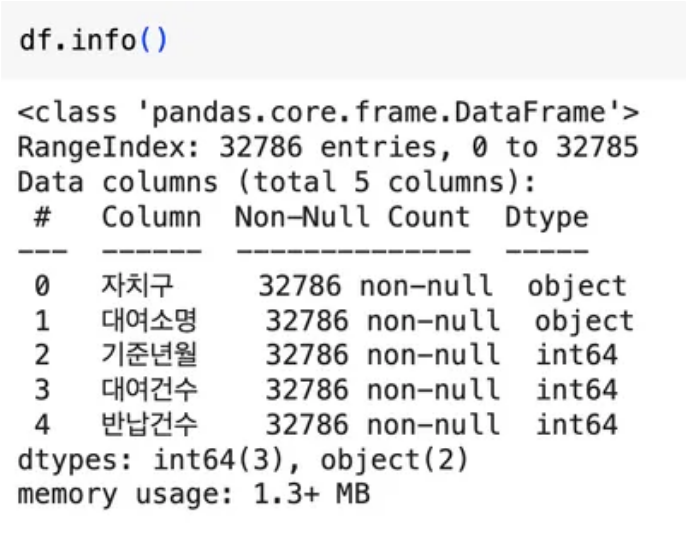 df.info()
<class 'pandas.core.frame.DataFrame'>
RangeIndex: 32786 entries, 0 to 32785
Data columns (total 5 columns):
 #   Column  Non-Null Count  Dtype
---  ------  --------------  -----
 0   자치구     32786 non-null  object
 1   대여소명    32786 non-null  object
 2   기준년월    32786 non-null  int64
 3   대여건수    32786 non-null  int64
 4   반납건수    32786 non-null  int64
dtypes: int64(3), object(2)
memory usage: 1.3+ MB